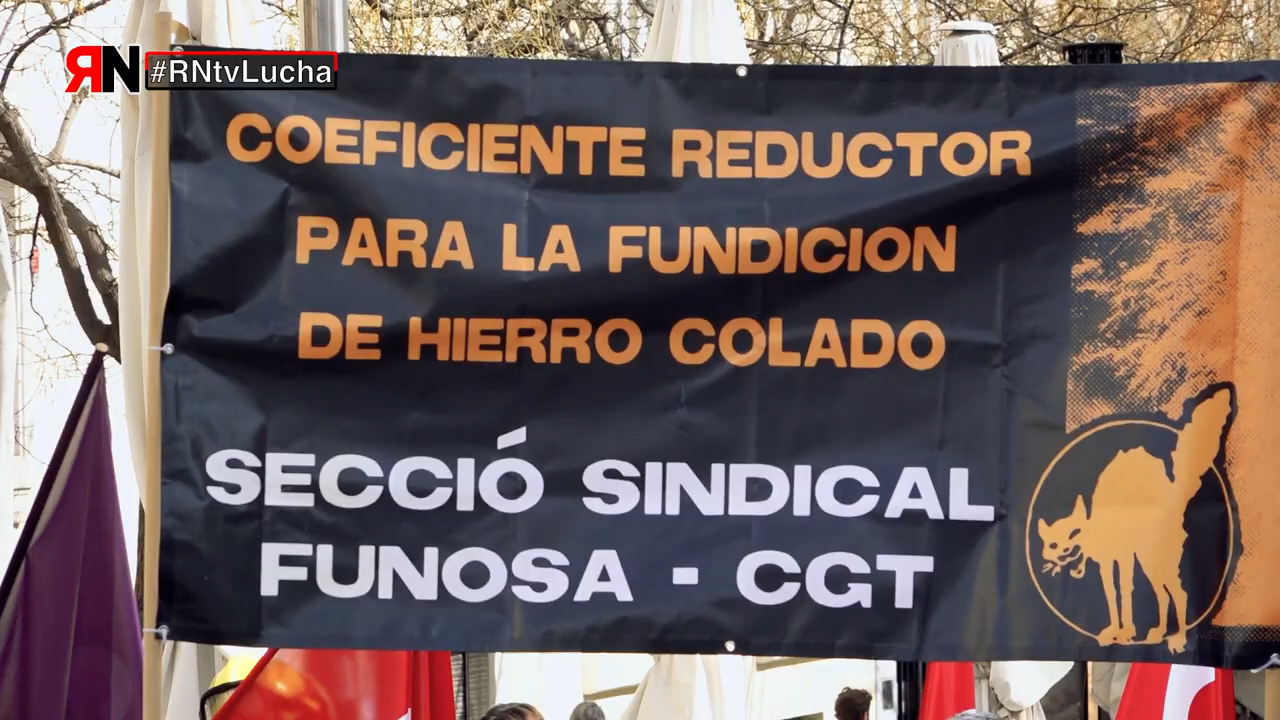 RN #RNtvLucha
COEFICIENTE REDUCTOR
PARA LA FUNDICION
DE HIERRO COLADO
SECCIÓ SINDICAL
FUNOSA - CGT